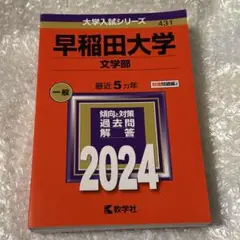 大学入試シリーズ
431
早稲田大学
文学部
最近5カ年
一般
傾向と対策
過去問
解答
2024
教学社